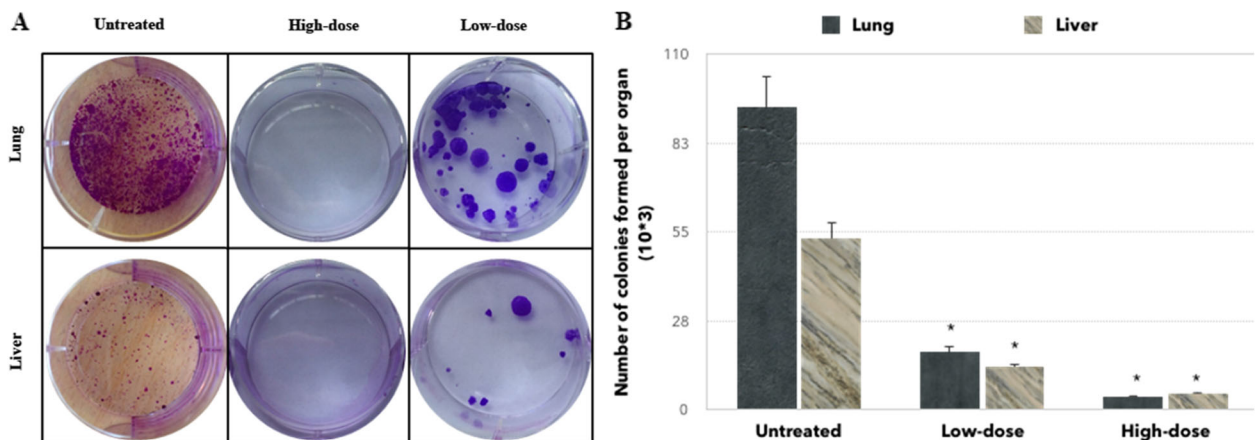 A
Untreated
High-dose
Low-dose
Lung
Liver
B
Lung
Liver
Number of colonies formed per organ
(10*3)
110
83
55
28
0
*
*
*
*
Untreated
Low-dose
High-dose